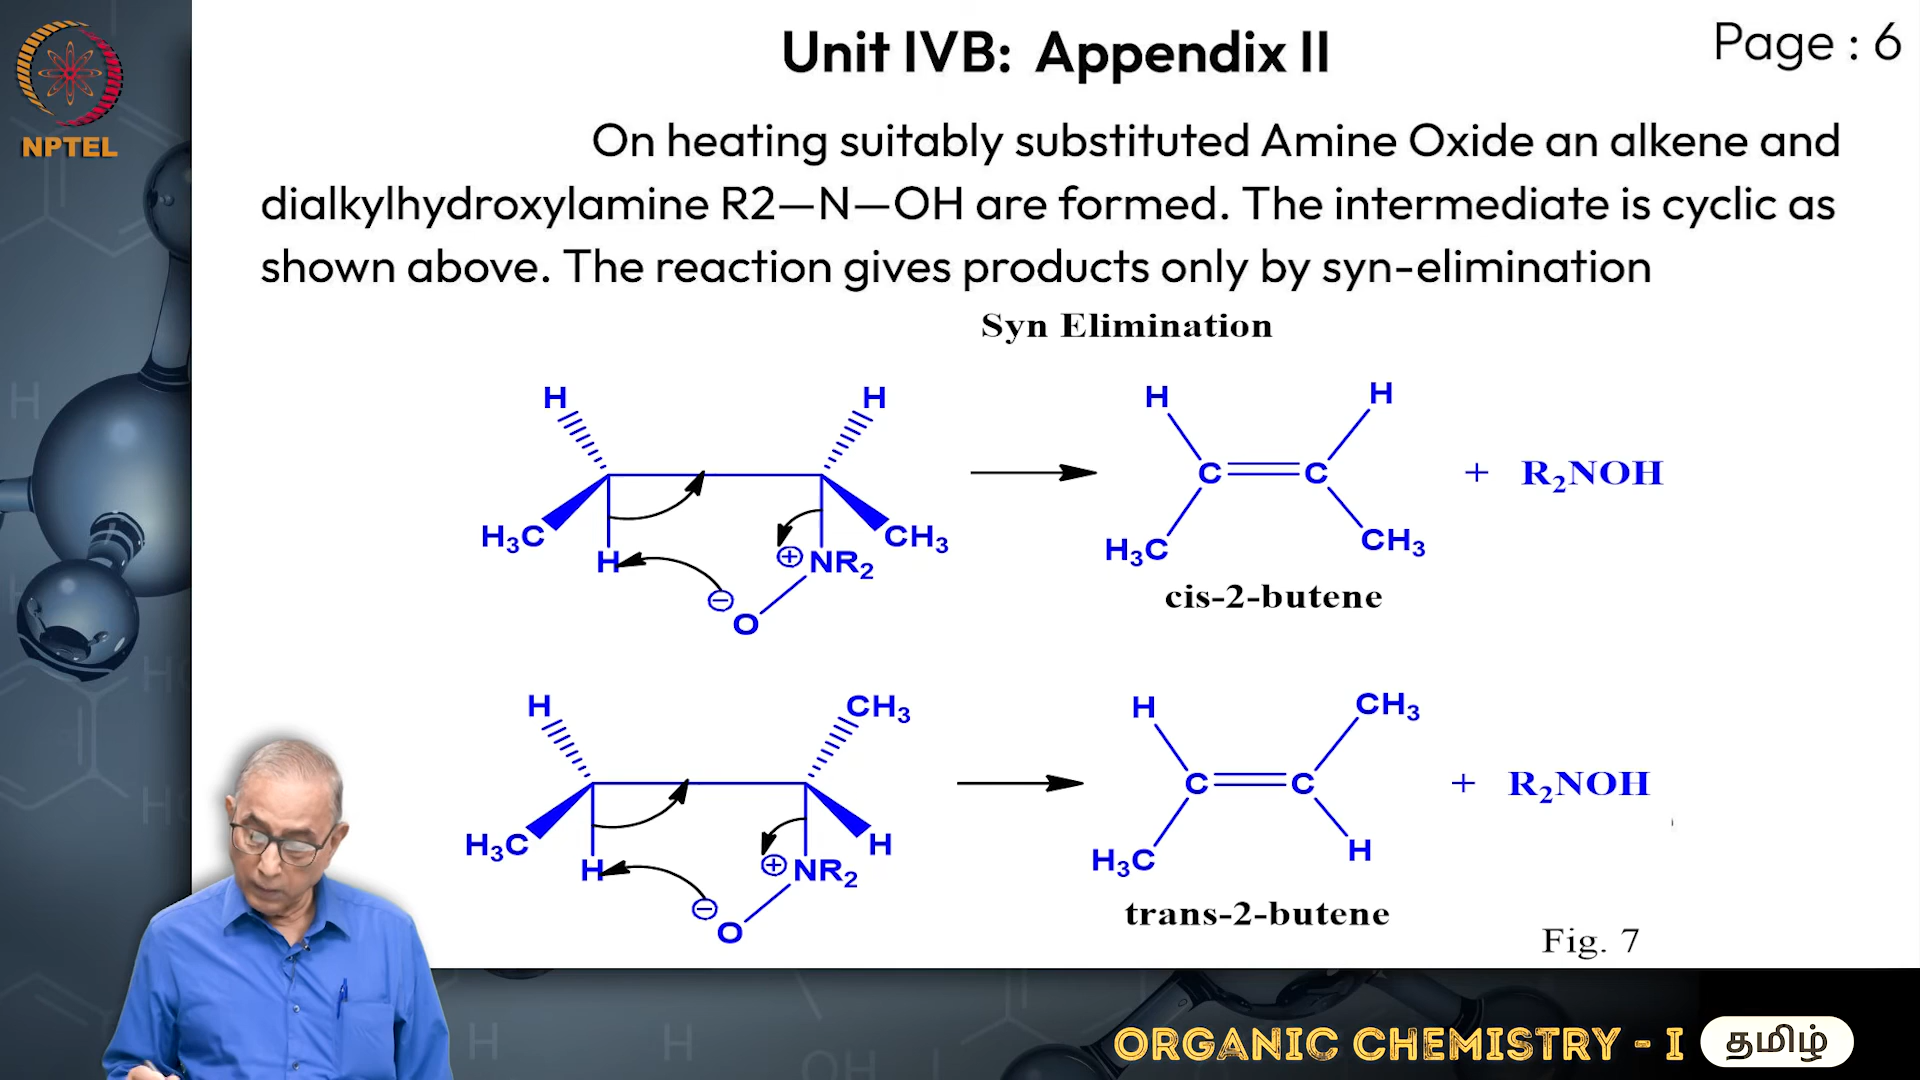 NPTEL
Unit IVB: Appendix II
Page : 6
On heating suitably substituted Amine Oxide an alkene and
dialkylhydroxylamine R2—N—OH are formed. The intermediate is cyclic as
shown above. The reaction gives products only by syn-elimination
Syn Elimination
H H H H
H₃C H ⊕ NR₂ CH₃ C C + R₂NOH
⊖ O H₃C CH₃
cis-2-butene
H CH₃ H CH₃
H₃C H ⊕ NR₂ H C C + R₂NOH
⊖ O H₃C H
trans-2-butene
Fig. 7
ORGANIC CHEMISTRY - I தமிழ்